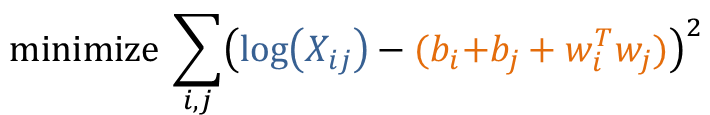 minimize ∑_{i,j} (log(X_{ij}) − (b_i+b_j + w_i^T w_j))^2